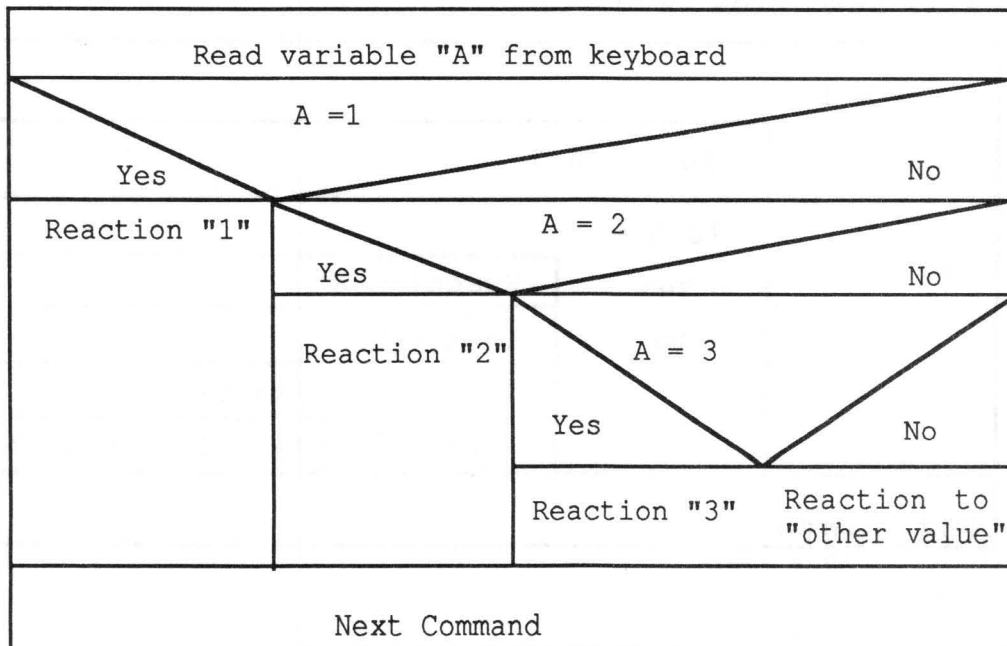 Read variable "A" from keyboard
A =1
Yes
No
Reaction "1"
A = 2
Yes
No
Reaction "2"
A = 3
Yes
No
Reaction "3"
Reaction to
"other value"
Next Command